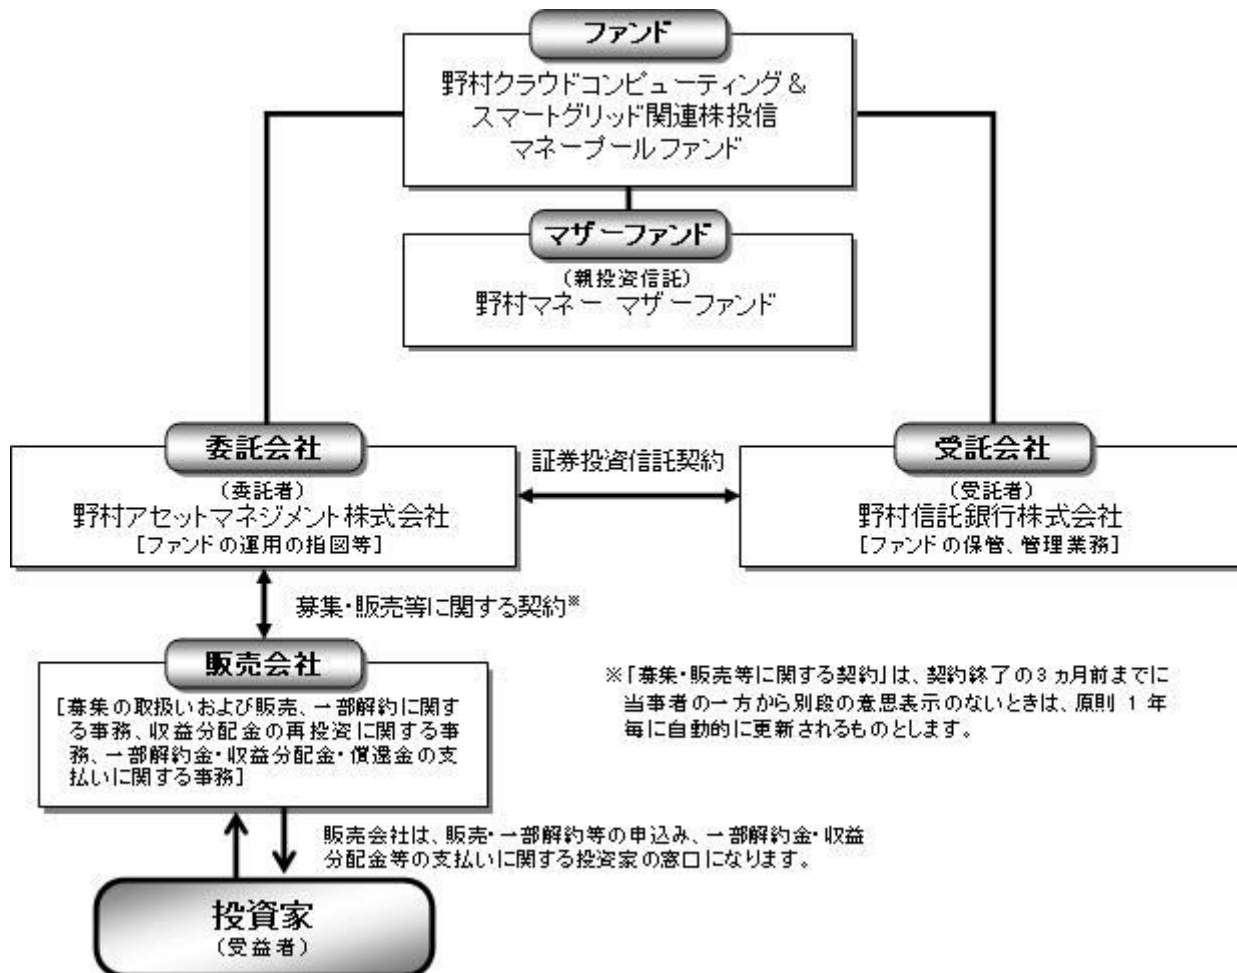 ファンド
野村クラウドコンピューティング&
スマートグリッド関連株投信
マネープールファンド
マザーファンド
(親投資信託)
野村マネー マザーファンド
委託会社
(委託者)
野村アセットマネジメント株式会社
[ファンドの運用の指図等]
証券投資信託契約
受託会社
(受託者)
野村信託銀行株式会社
[ファンドの保管、管理業務]
募集・販売等に関する契約※
販売会社
[募集の取扱いおよび販売、一部解約に関す
る事務、収益分配金の再投資に関する事
務、一部解約金・収益分配金・償還金の支
払いに関する事務]
※「募集・販売等に関する契約」は、契約終了の3ヵ月前までに
当事者の一方から別段の意思表示のないときは、原則 1 年
毎に自動的に更新されるものとします。
販売会社は、販売・一部解約等の申込み、一部解約金・収益
分配金等の支払いに関する投資家の窓口になります。
投資家
(受益者)